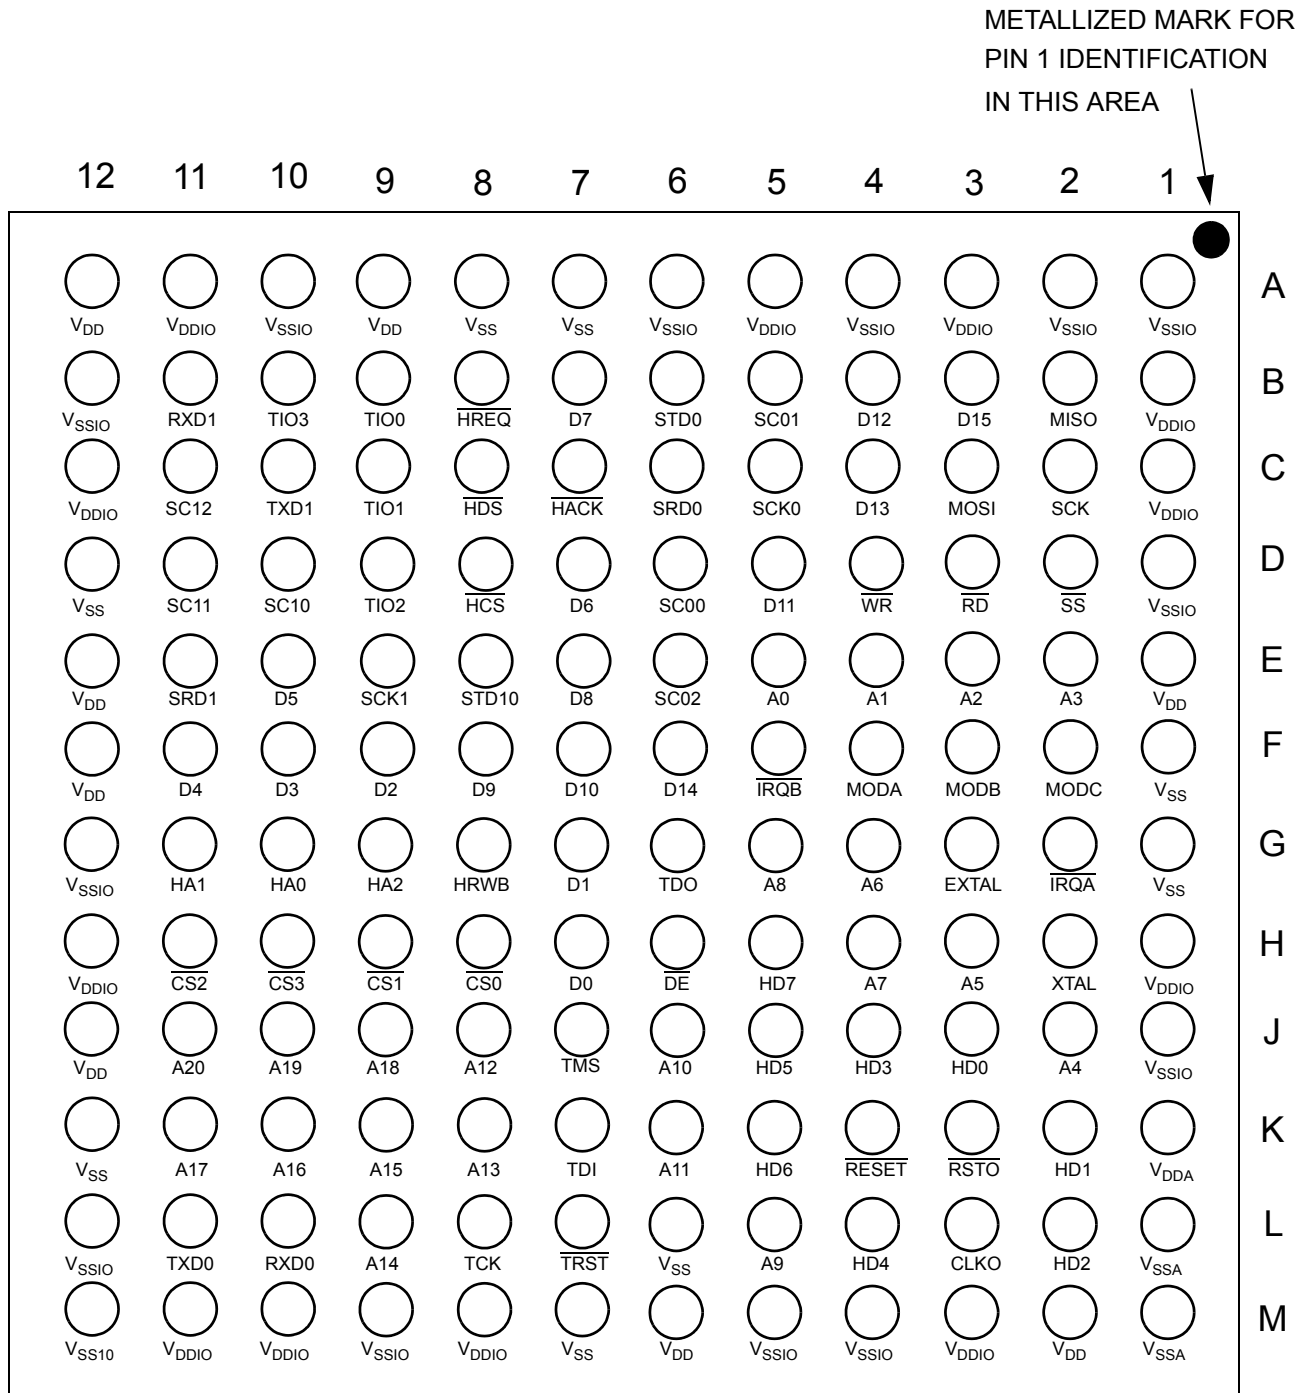 METALLIZED MARK FOR
PIN 1 IDENTIFICATION
IN THIS AREA
12 11 10 9 8 7 6 5 4 3 2 1
A
VDD VDDIO VSSIO VDD VSS VSS VSSIO VDDIO VSSIO VDDIO VSSIO VSSIO
B
VSSIO RXD1 TIO3 TIO0 HREQ D7 STD0 SC01 D12 D15 MISO VDDIO
C
VDDIO SC12 TXD1 TIO1 HDS HACK SRD0 SCK0 D13 MOSI SCK VDDIO
D
VSS SC11 SC10 TIO2 HCS D6 SC00 D11 WR RD SS VSSIO
E
VDD SRD1 D5 SCK1 STD10 D8 SC02 A0 A1 A2 A3 VDD
F
VDD D4 D3 D2 D9 D10 D14 IRQB MODA MODB MODC VSS
G
VSSIO HA1 HA0 HA2 HRWB D1 TDO A8 A6 EXTAL IRQA VSS
H
VDDIO CS2 CS3 CS1 CS0 D0 DE HD7 A7 A5 XTAL VDDIO
J
VDD A20 A19 A18 A12 TMS A10 HD5 HD3 HD0 A4 VSSIO
K
VSS A17 A16 A15 A13 TDI A11 HD6 RESET RSTO HD1 VDDA
L
VSSIO TXD0 RXD0 A14 TCK TRST VSS A9 HD4 CLKO HD2 VSSA
M
VSS10 VDDIO VDDIO VSSIO VDDIO VSS VDD VSSIO VSSIO VDDIO VDD VSSA